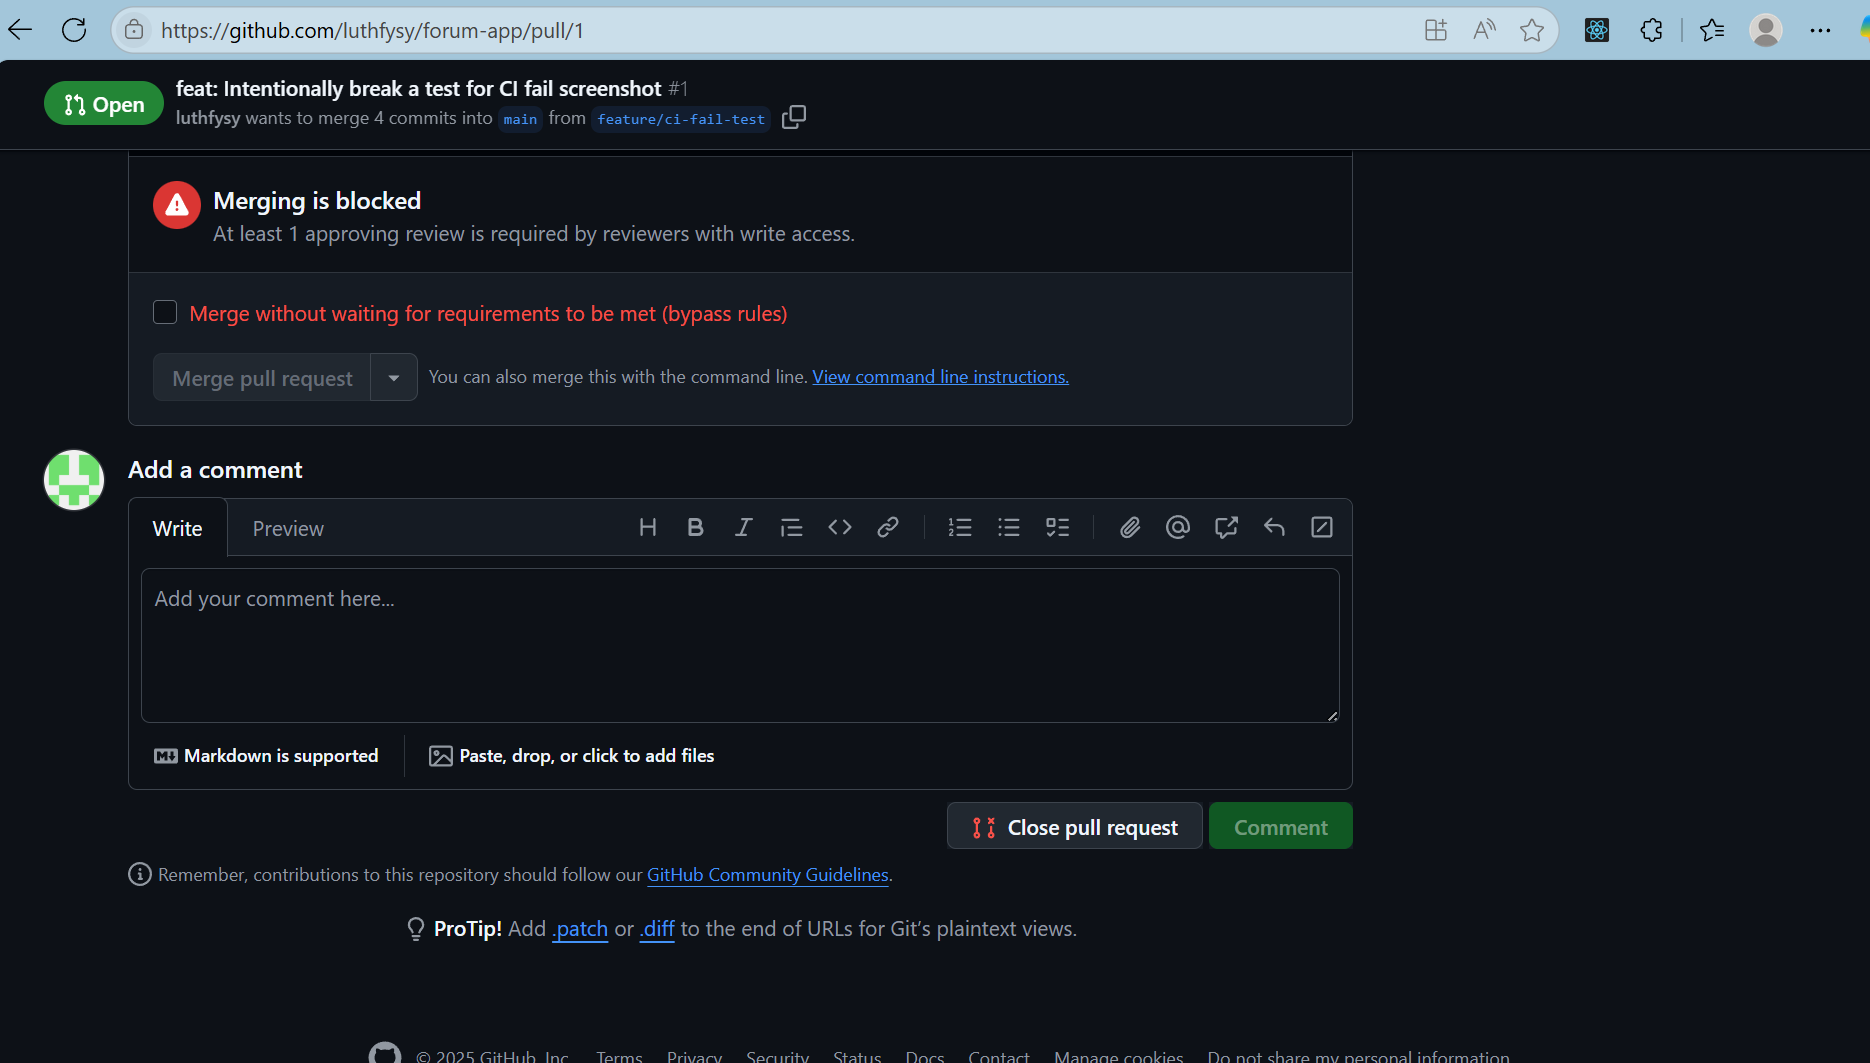 https://github.com/luthfysy/forum-app/pull/1
Open
feat: Intentionally break a test for CI fail screenshot #1
luthfysy wants to merge 4 commits into main from feature/ci-fail-test
Merging is blocked
At least 1 approving review is required by reviewers with write access.
Merge without waiting for requirements to be met (bypass rules)
Merge pull request
You can also merge this with the command line. View command line instructions.
Add a comment
Write Preview
Add your comment here...
Markdown is supported
Paste, drop, or click to add files
Close pull request
Comment
Remember, contributions to this repository should follow our GitHub Community Guidelines.
ProTip! Add .patch or .diff to the end of URLs for Git’s plaintext views.
© 2025 GitHub, Inc. Terms Privacy Security Status Docs Contact Manage cookies Do not share my personal information